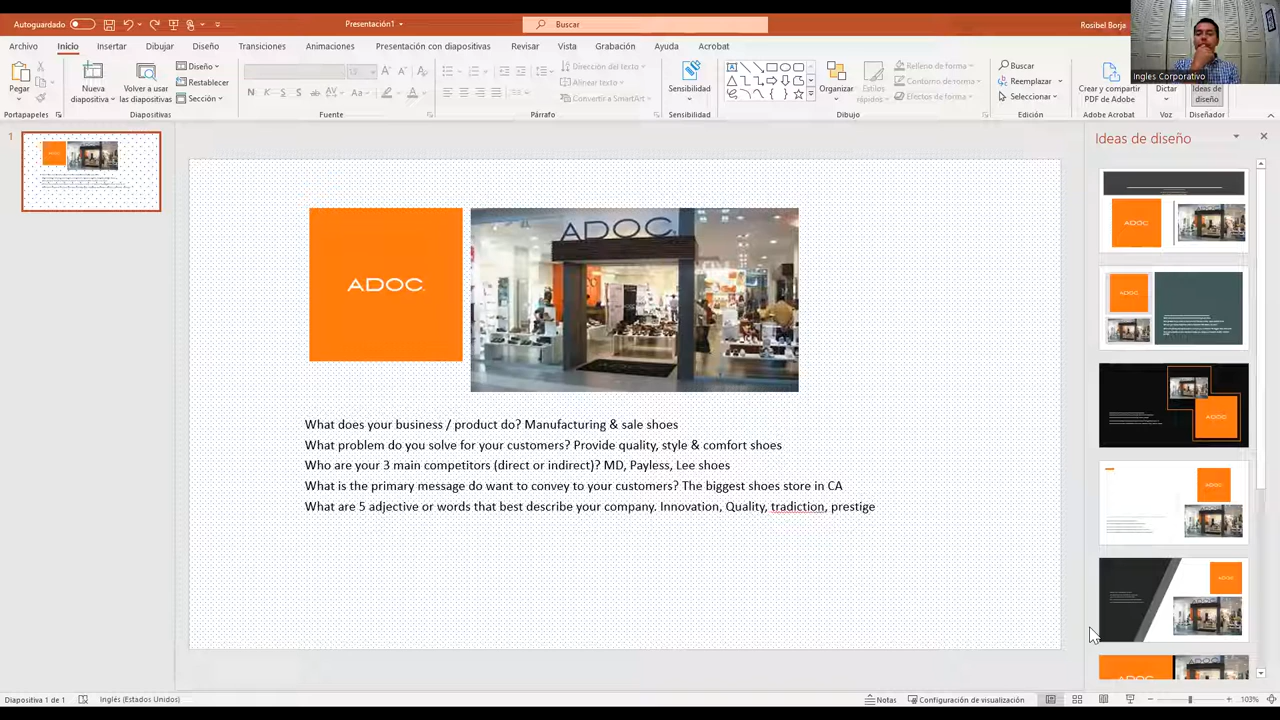 Autoguardado
Presentación1
Buscar
Rosibel Borja
Archivo Inicio Insertar Dibujar Diseño Transiciones Animaciones Presentación con diapositivas Revisar Vista Grabación Ayuda Acrobat
Ingles Corporativo
Pegar
Nueva diapositiva
Volver a usar las diapositivas
Diseño
Restablecer
Sección
Dirección del texto
Alinear texto
Convertir a SmartArt
Sensibilidad
Organizar
Estilos rápidos
Relleno de forma
Contorno de forma
Efectos de forma
Buscar
Reemplazar
Seleccionar
Crear y compartir PDF de Adobe
Dictar
Ideas de diseño
Portapapeles Diapositivas Fuente Párrafo Sensibilidad Dibujo Edición Adobe Acrobat Voz Diseñador
1
Ideas de diseño
ADOC
ADOC
What does your business / product do? Manufacturing & sale shoes
What problem do you solve for your customers? Provide quality, style & comfort shoes
Who are your 3 main competitors (direct or indirect)? MD, Payless, Lee shoes
What is the primary message do want to convey to your customers? The biggest shoes store in CA
What are 5 adjective or words that best describe your company. Innovation, Quality, tradiction, prestige
Diapositiva 1 de 1
Inglés (Estados Unidos)
Notas
Configuración de visualización
103%